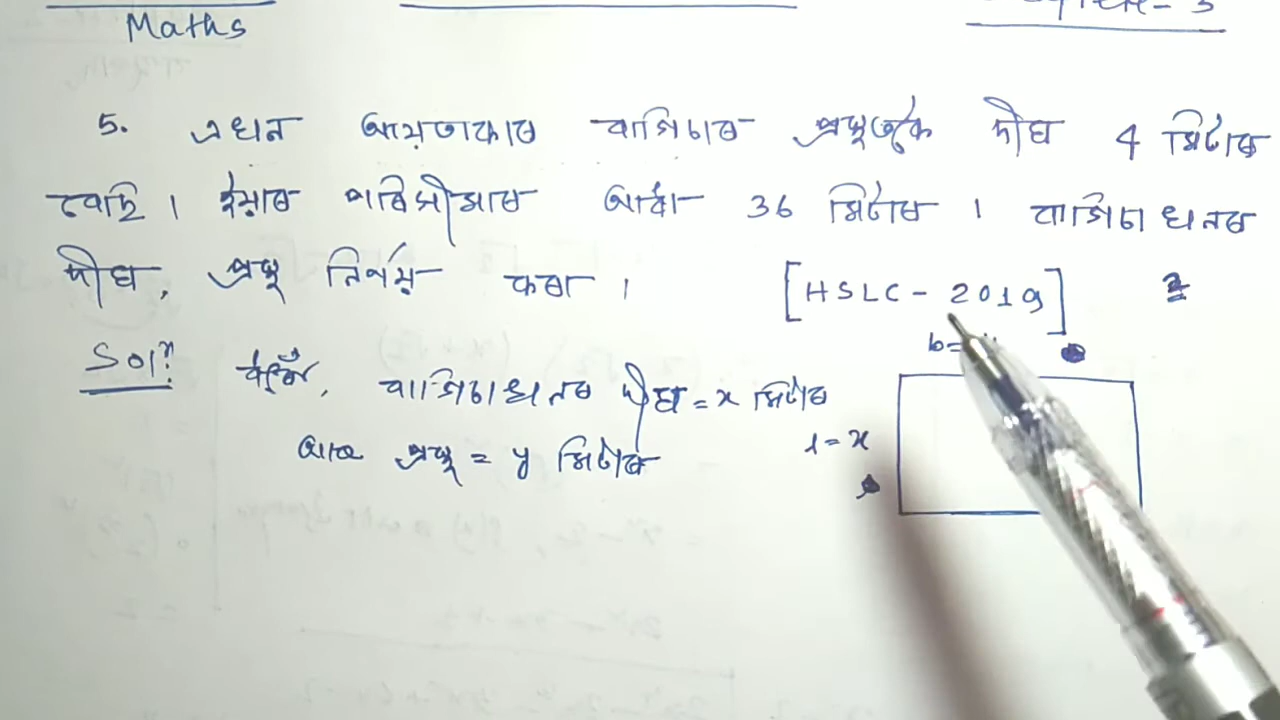 Maths
5. এখন আয়তাকাৰ বাগিচাৰ প্ৰস্থতকৈ দীঘ 4 মিটাৰ
বেছি । ইয়াৰ পৰিসীমাৰ আধা 36 মিটাৰ । বাগিচাখনৰ
দীঘ, প্ৰস্থ নিৰ্ণয় কৰা । [HSLC - 2019]
Solⁿ: ধৰোঁ, বাগিচাখনৰ দীঘ = x মিটাৰ
আৰু প্ৰস্থ = y মিটাৰ
b=
l = x